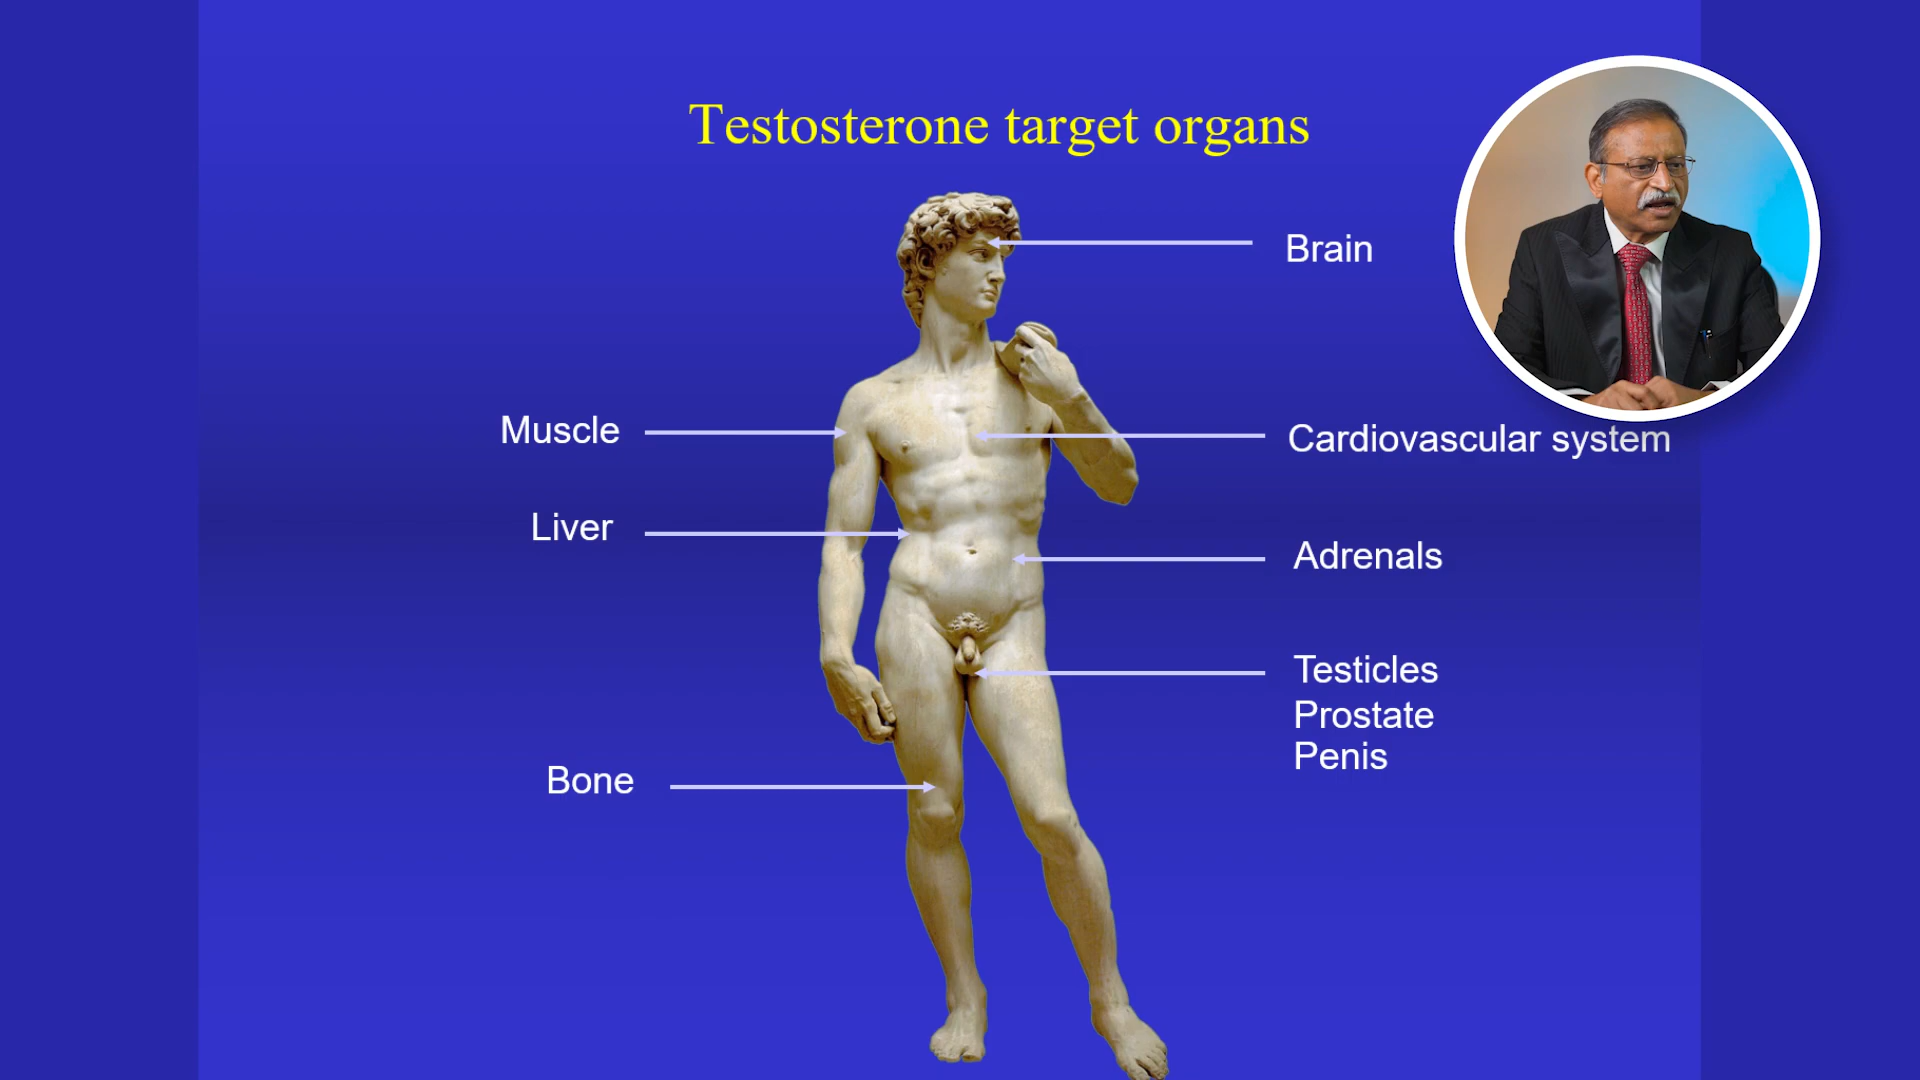 Testosterone target organs
Brain
Muscle
Cardiovascular system
Liver
Adrenals
Testicles
Prostate
Penis
Bone